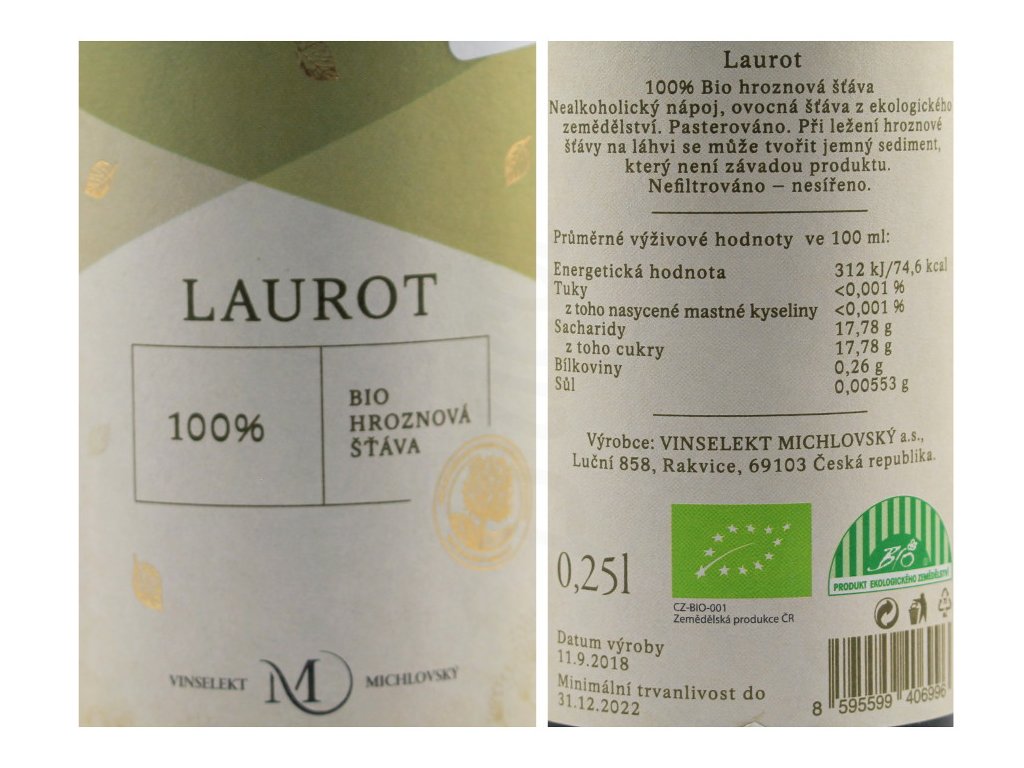 LAUROT
100%
BIO
HROZNOVÁ
ŠŤÁVA
VINSELEKT M MICHLOVSKÝ
Laurot
100% Bio hroznová šťáva
Nealkoholický nápoj, ovocná šťáva z ekologického
zemědělství. Pasterováno. Při ležení hroznové
šťávy na láhvi se může tvořit jemný sediment,
který není závadou produktu.
Nefiltrováno – nesířeno.
Průměrné výživové hodnoty ve 100 ml:
Energetická hodnota 312 kJ/74,6 kcal
Tuky <0,001 %
z toho nasycené mastné kyseliny <0,001 %
Sacharidy 17,78 g
z toho cukry 17,78 g
Bílkoviny 0,26 g
Sůl 0,00553 g
Výrobce: VINSELEKT MICHLOVSKÝ a.s.,
Luční 858, Rakvice, 69103 Česká republika.
0,25l
CZ-BIO-001
Zemědělská produkce ČR
BIO
PRODUKT EKOLOGICKÉHO ZEMĚDĚLSTVÍ
Datum výroby
11.9.2018
Minimální trvanlivost do
31.12.2022
8 595599 406996